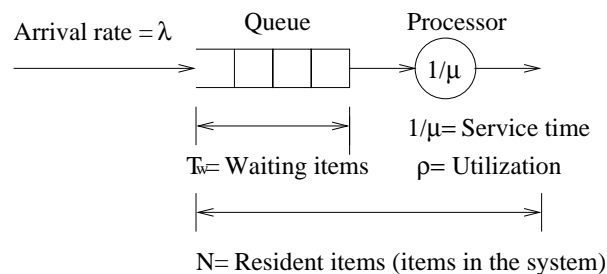 Arrival rate = λ
Queue
Processor
1/μ
1/μ= Service time
Tw= Waiting items
ρ= Utilization
N= Resident items (items in the system)